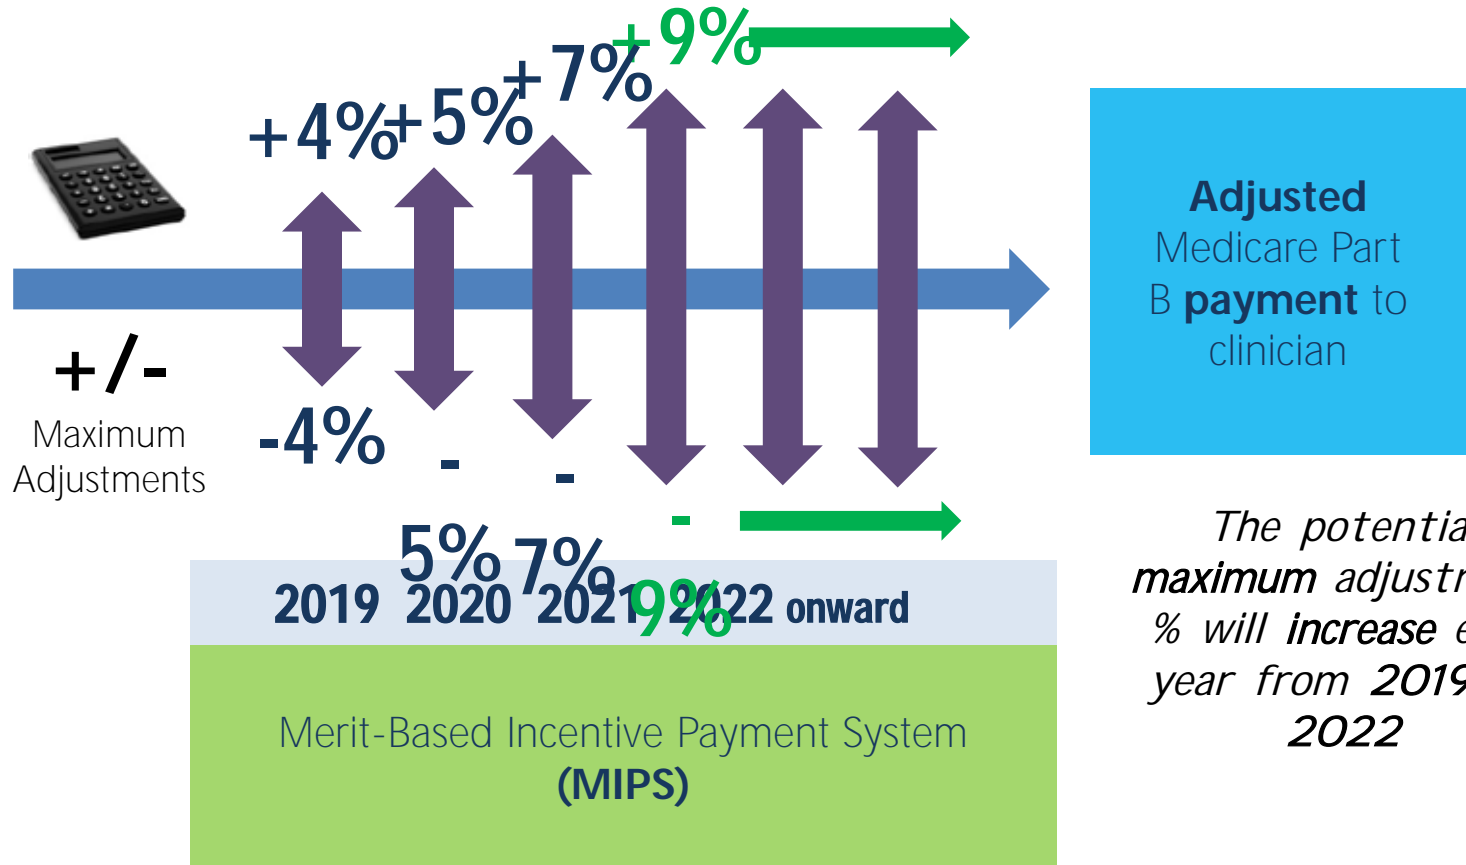 +9%
+7%
+5%
+4%
Adjusted
Medicare Part
B payment to
clinician
+/-
Maximum
Adjustments
-4%
-
5%
-
7%
-
9%
2019 2020 2021 2022 onward
The potentia
maximum adjustr
% will increase e
year from 2019
2022
Merit-Based Incentive Payment System
(MIPS)